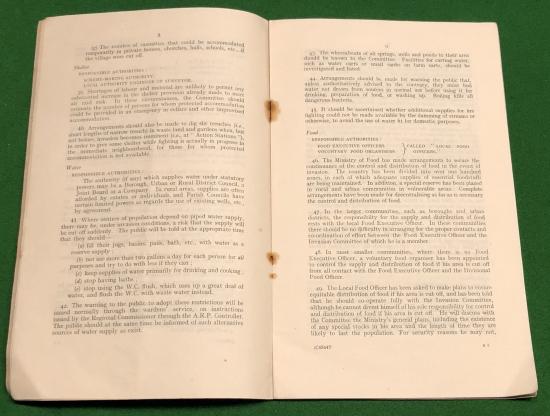 8
(g) The number of casualties that could be accommodated
temporarily in private houses, churches, halls, schools, etc., if
the village were cut off.
Shelter
RESPONSIBLE AUTHORITIES:
SCHEME-MAKING AUTHORITY.
LOCAL AUTHORITY ENGINEER OR SURVEYOR.
39. Shortages of labour and material are unlikely to permit any
substantial increase in the shelter provision already made to meet
air raid risk. In these circumstances, the Committee should
estimate the number of persons for whom protected accommodation
could be provided in an emergency in cellars and other improvised
accommodation.
40. Arrangements should also be made to dig slit trenches (i.e.,
short lengths of narrow trench) in waste land and gardens when, but
not before, invasion becomes imminent (i.e., at "Action Stations"),
in order to give some shelter while fighting is actually in progress in
the immediate neighbourhood, for those for whom protected
accommodation is not available.
Water
RESPONSIBLE AUTHORITY:
The authority (if any) which supplies water under statutory
powers may be a Borough, Urban or Rural District Council, a
Joint Board or a Company. In rural areas, supplies are often
afforded by estates or individuals, and Parish Councils have
certain limited powers as regards the use of existing wells, etc.,
by agreement.
41. Where centres of population depend on piped water supply,
there may be, under invasion conditions, a risk that the supply will
be cut off suddenly. The public will be told at the appropriate time
that they should—
(a) fill their jugs, basins, pails, bath, etc., with water as a
reserve supply;
(b) not use more than two gallons a day for each person for all
purposes and try to do with less if they can;
(c) keep supplies of water primarily for drinking and cooking;
(d) stop having baths;
(e) stop using the W.C. flush, which uses up a great deal of
water, and flush the W.C. with waste water instead.
42. The warning to the public to adopt these restrictions will be
issued normally through the wardens' service, on instructions
issued by the Regional Commissioner through the A.R.P. Controller.
The public should at the same time be informed of such alternative
sources of water supply as exist.
9
43. The whereabouts of all springs, wells and ponds in their area
should be known to the Committee. Facilities for carting water,
such as water carts or tanks carried on farm carts, should be
investigated and listed.
44. Arrangements should be made for warning the public that,
unless authoritatively advised to the contrary, they must boil
water not drawn from sources in normal use before using it for
drinking, preparation of food, or washing up. Boiling kills all
dangerous bacteria.
45. It should be ascertained whether additional supplies for fire
fighting could not be made available by the damming of streams or
otherwise, to avoid the use of water fit for domestic purposes.
Food
RESPONSIBLE AUTHORITIES:
FOOD EXECUTIVE OFFICERS
VOLUNTARY FOOD ORGANISERS
CALLED "LOCAL FOOD
OFFICERS."
46. The Ministry of Food has made arrangements to secure the
continuance of the control and distribution of food in the event of
invasion. The country has been divided into over one hundred
zones, in each of which adequate supplies of essential foodstuffs
are being maintained. In addition, a special reserve has been placed
in rural and urban communities in vulnerable areas. Complete
arrangements have been made for decentralising as far as is necessary
the control and distribution of food.
47. In the larger communities, such as boroughs and urban
districts, the responsibility for the supply and distribution of food
rests with the local Food Executive Officer. In these communities
there should be no difficulty in arranging for the proper contacts and
co-ordination of effort between the Food Executive Officer and the
Invasion Committee of which he is a member.
48. In most smaller communities, where there is no Food
Executive Officer, a voluntary food organiser has been appointed
to control the supply and distribution of food if his area is cut off
from all contact with the Food Executive Officer and the Divisional
Food Officer.
49. The Local Food Officer has been asked to make plans to ensure
the distribution of food if his area is cut off, and has been told
that he should co-operate fully with the Invasion Committee,
although he cannot divest himself of his sole responsibility for control
and distribution of food if his area is cut off. He will discuss with
the Committee the Ministry's general plans, including the existence
of any special stocks in his area and the length of time they are
likely to last the population. For security reasons he may not,